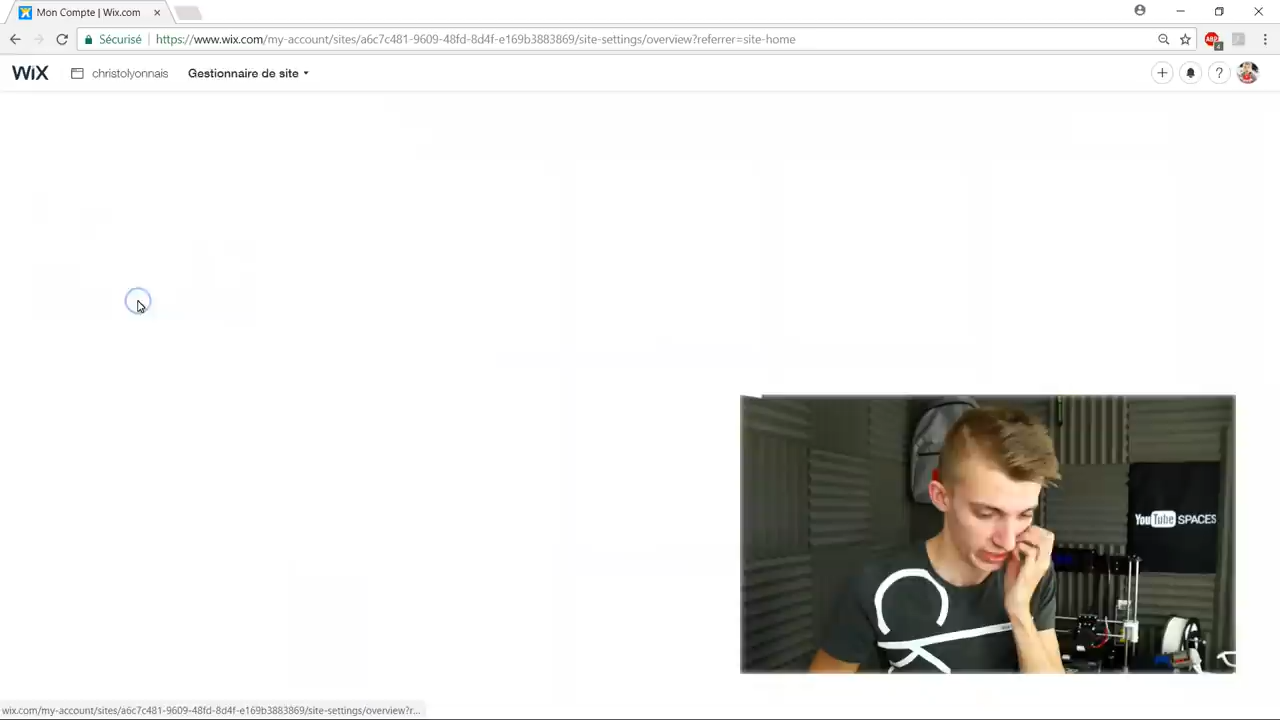 Mon Compte | Wix.com
Sécurisé https://www.wix.com/my-account/sites/a6c7c481-9609-48fd-8d4f-e169b3883869/site-settings/overview?referrer=site-home
WiX christolyonnais Gestionnaire de site
YouTube SPACES
wix.com/my-account/sites/a6c7c481-9609-48fd-8d4f-e169b3883869/site-settings/overview?r...